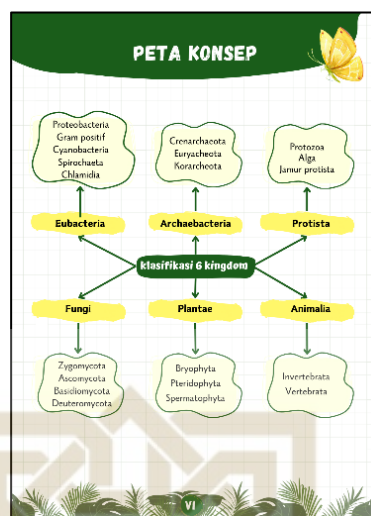 PETA KONSEP
Proteobacteria
Gram positif
Cyanobacteria
Spirochaeta
Chlamidia
Crenarchaeota
Euryacheota
Korarcheota
Protozoa
Alga
Jamur protista
Eubacteria
Archaebacteria
Protista
klasifikasi 6 kingdom
Fungi
Plantae
Animalia
Zygomycota
Ascomycota
Basidiomycota
Deuteromycota
Bryophyta
Pteridophyta
Spermatophyta
Invertebrata
Vertebrata
VI